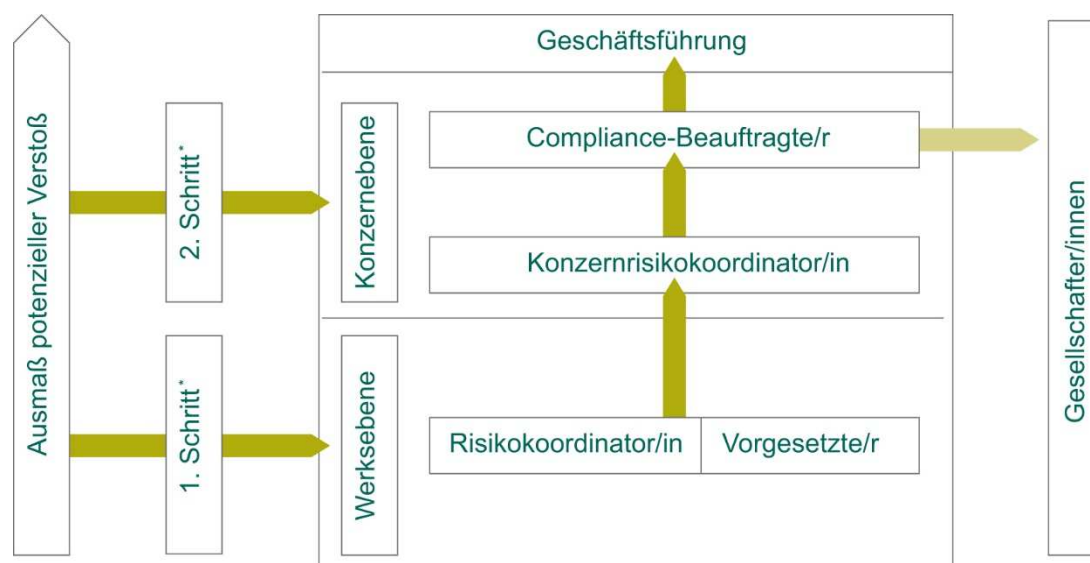 Ausmaß potenzieller Verstoß
2. Schritt*
1. Schritt*
Konzernebene
Werksebene
Geschäftsführung
Compliance-Beauftragte/r
Konzernrisikokoordinator/in
Risikokoordinator/in
Vorgesetzte/r
Gesellschafter/innen